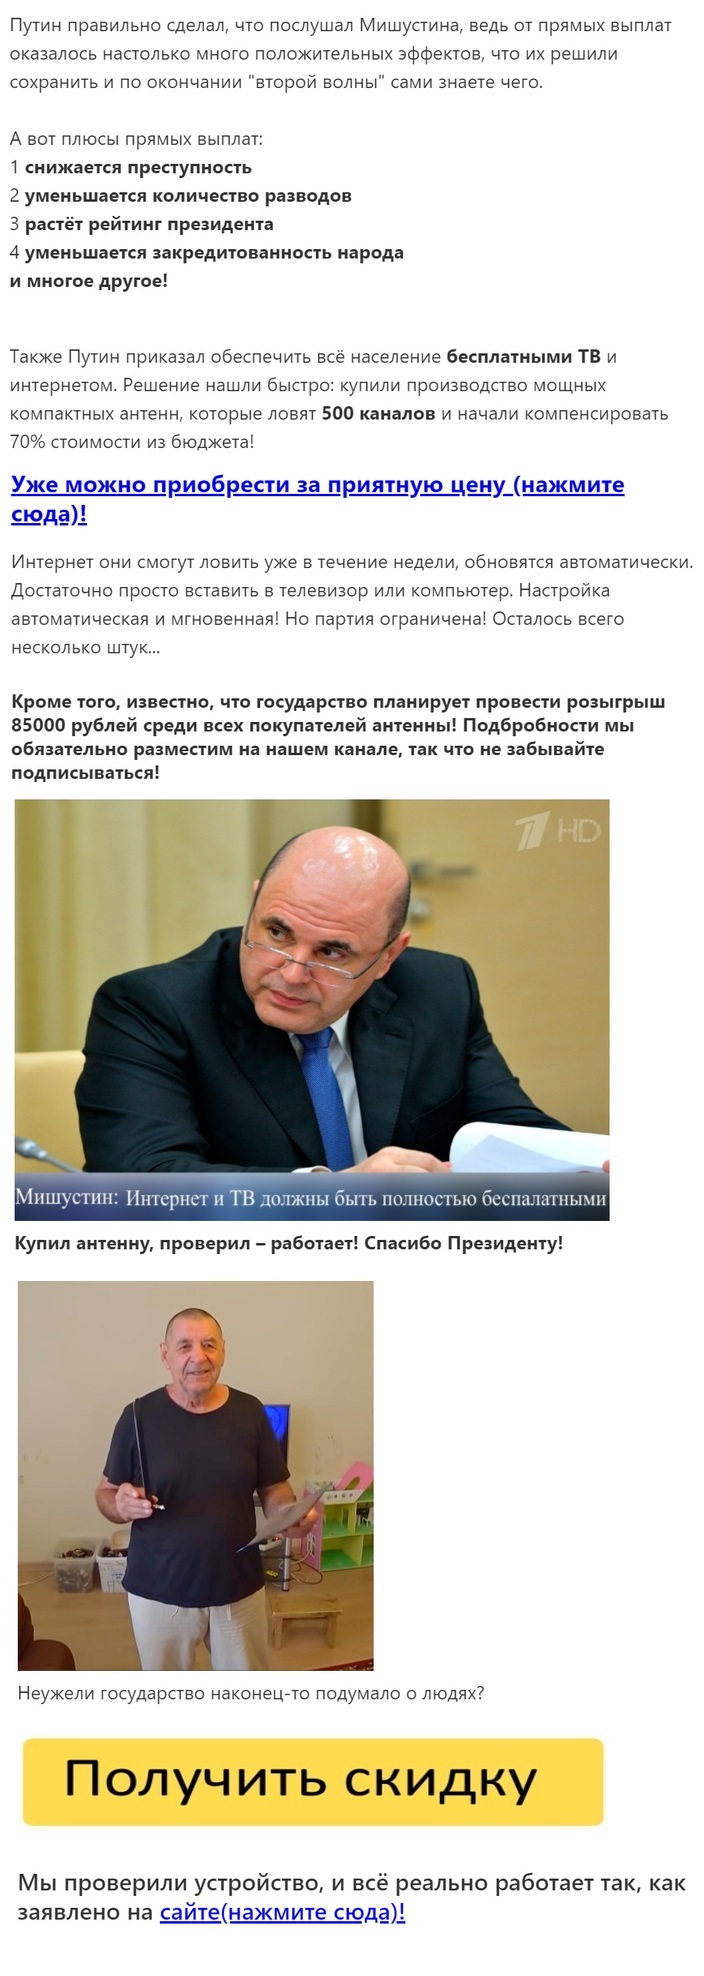 Путин правильно сделал, что послушал Мишустина, ведь от прямых выплат
оказалось настолько много положительных эффектов, что их решили
сохранить и по окончании "второй волны" сами знаете чего.
А вот плюсы прямых выплат:
1 снижается преступность
2 уменьшается количество разводов
3 растёт рейтинг президента
4 уменьшается закредитованность народа
и многое другое!
Также Путин приказал обеспечить всё население бесплатными ТВ и
интернетом. Решение нашли быстро: купили производство мощных
компактных антенн, которые ловят 500 каналов и начали компенсировать
70% стоимости из бюджета!
Уже можно приобрести за приятную цену (нажмите
сюда)!
Интернет они смогут ловить уже в течение недели, обновятся автоматически.
Достаточно просто вставить в телевизор или компьютер. Настройка
автоматическая и мгновенная! Но партия ограничена! Осталось всего
несколько штук...
Кроме того, известно, что государство планирует провести розыгрыш
85000 рублей среди всех покупателей антенны! Подбробности мы
обязательно разместим на нашем канале, так что не забывайте
подписываться!
1 HD
Мишустин: Интернет и ТВ должны быть полностью беспалатными
Купил антенну, проверил – работает! Спасибо Президенту!
Неужели государство наконец-то подумало о людях?
Получить скидку
Мы проверили устройство, и всё реально работает так, как
заявлено на сайте(нажмите сюда)!